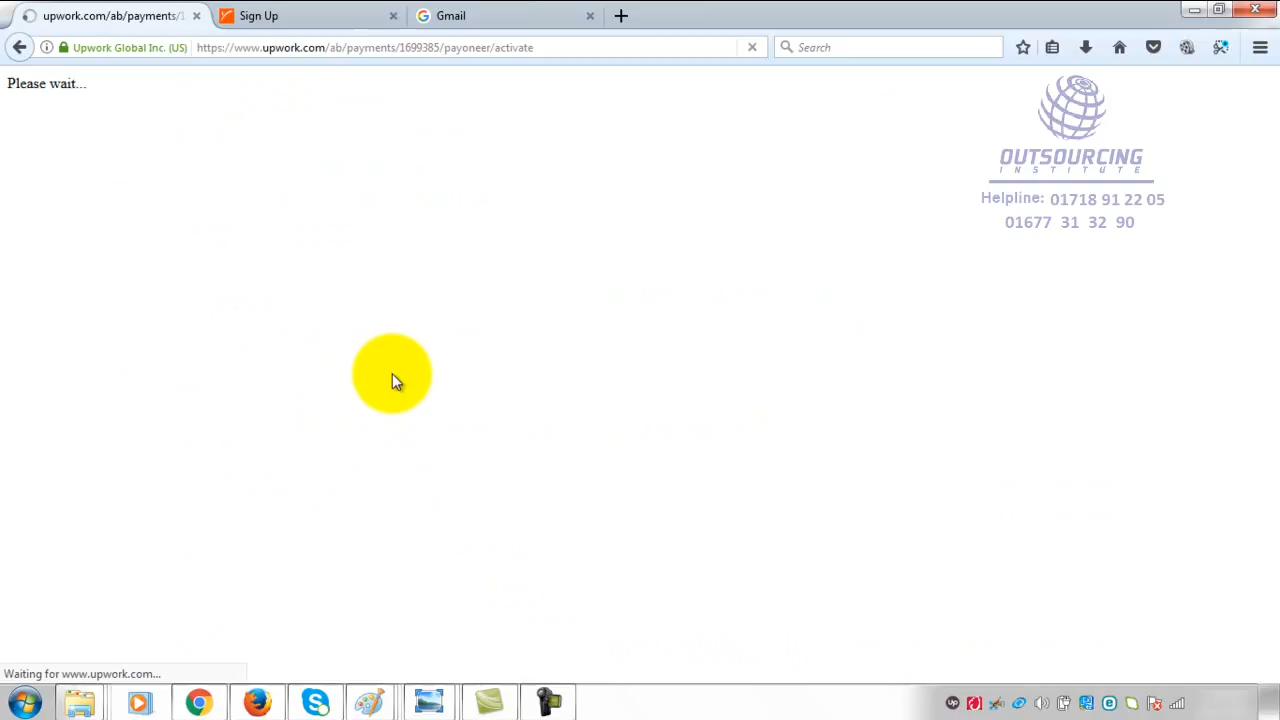 upwork.com/ab/payments/1
Sign Up
Gmail
Upwork Global Inc. (US)
https://www.upwork.com/ab/payments/1699385/payoneer/activate
Search
Please wait...
OUTSOURCING
INSTITUTE
Helpline: 01718 91 22 05
01677 31 32 90
Waiting for www.upwork.com...
Up